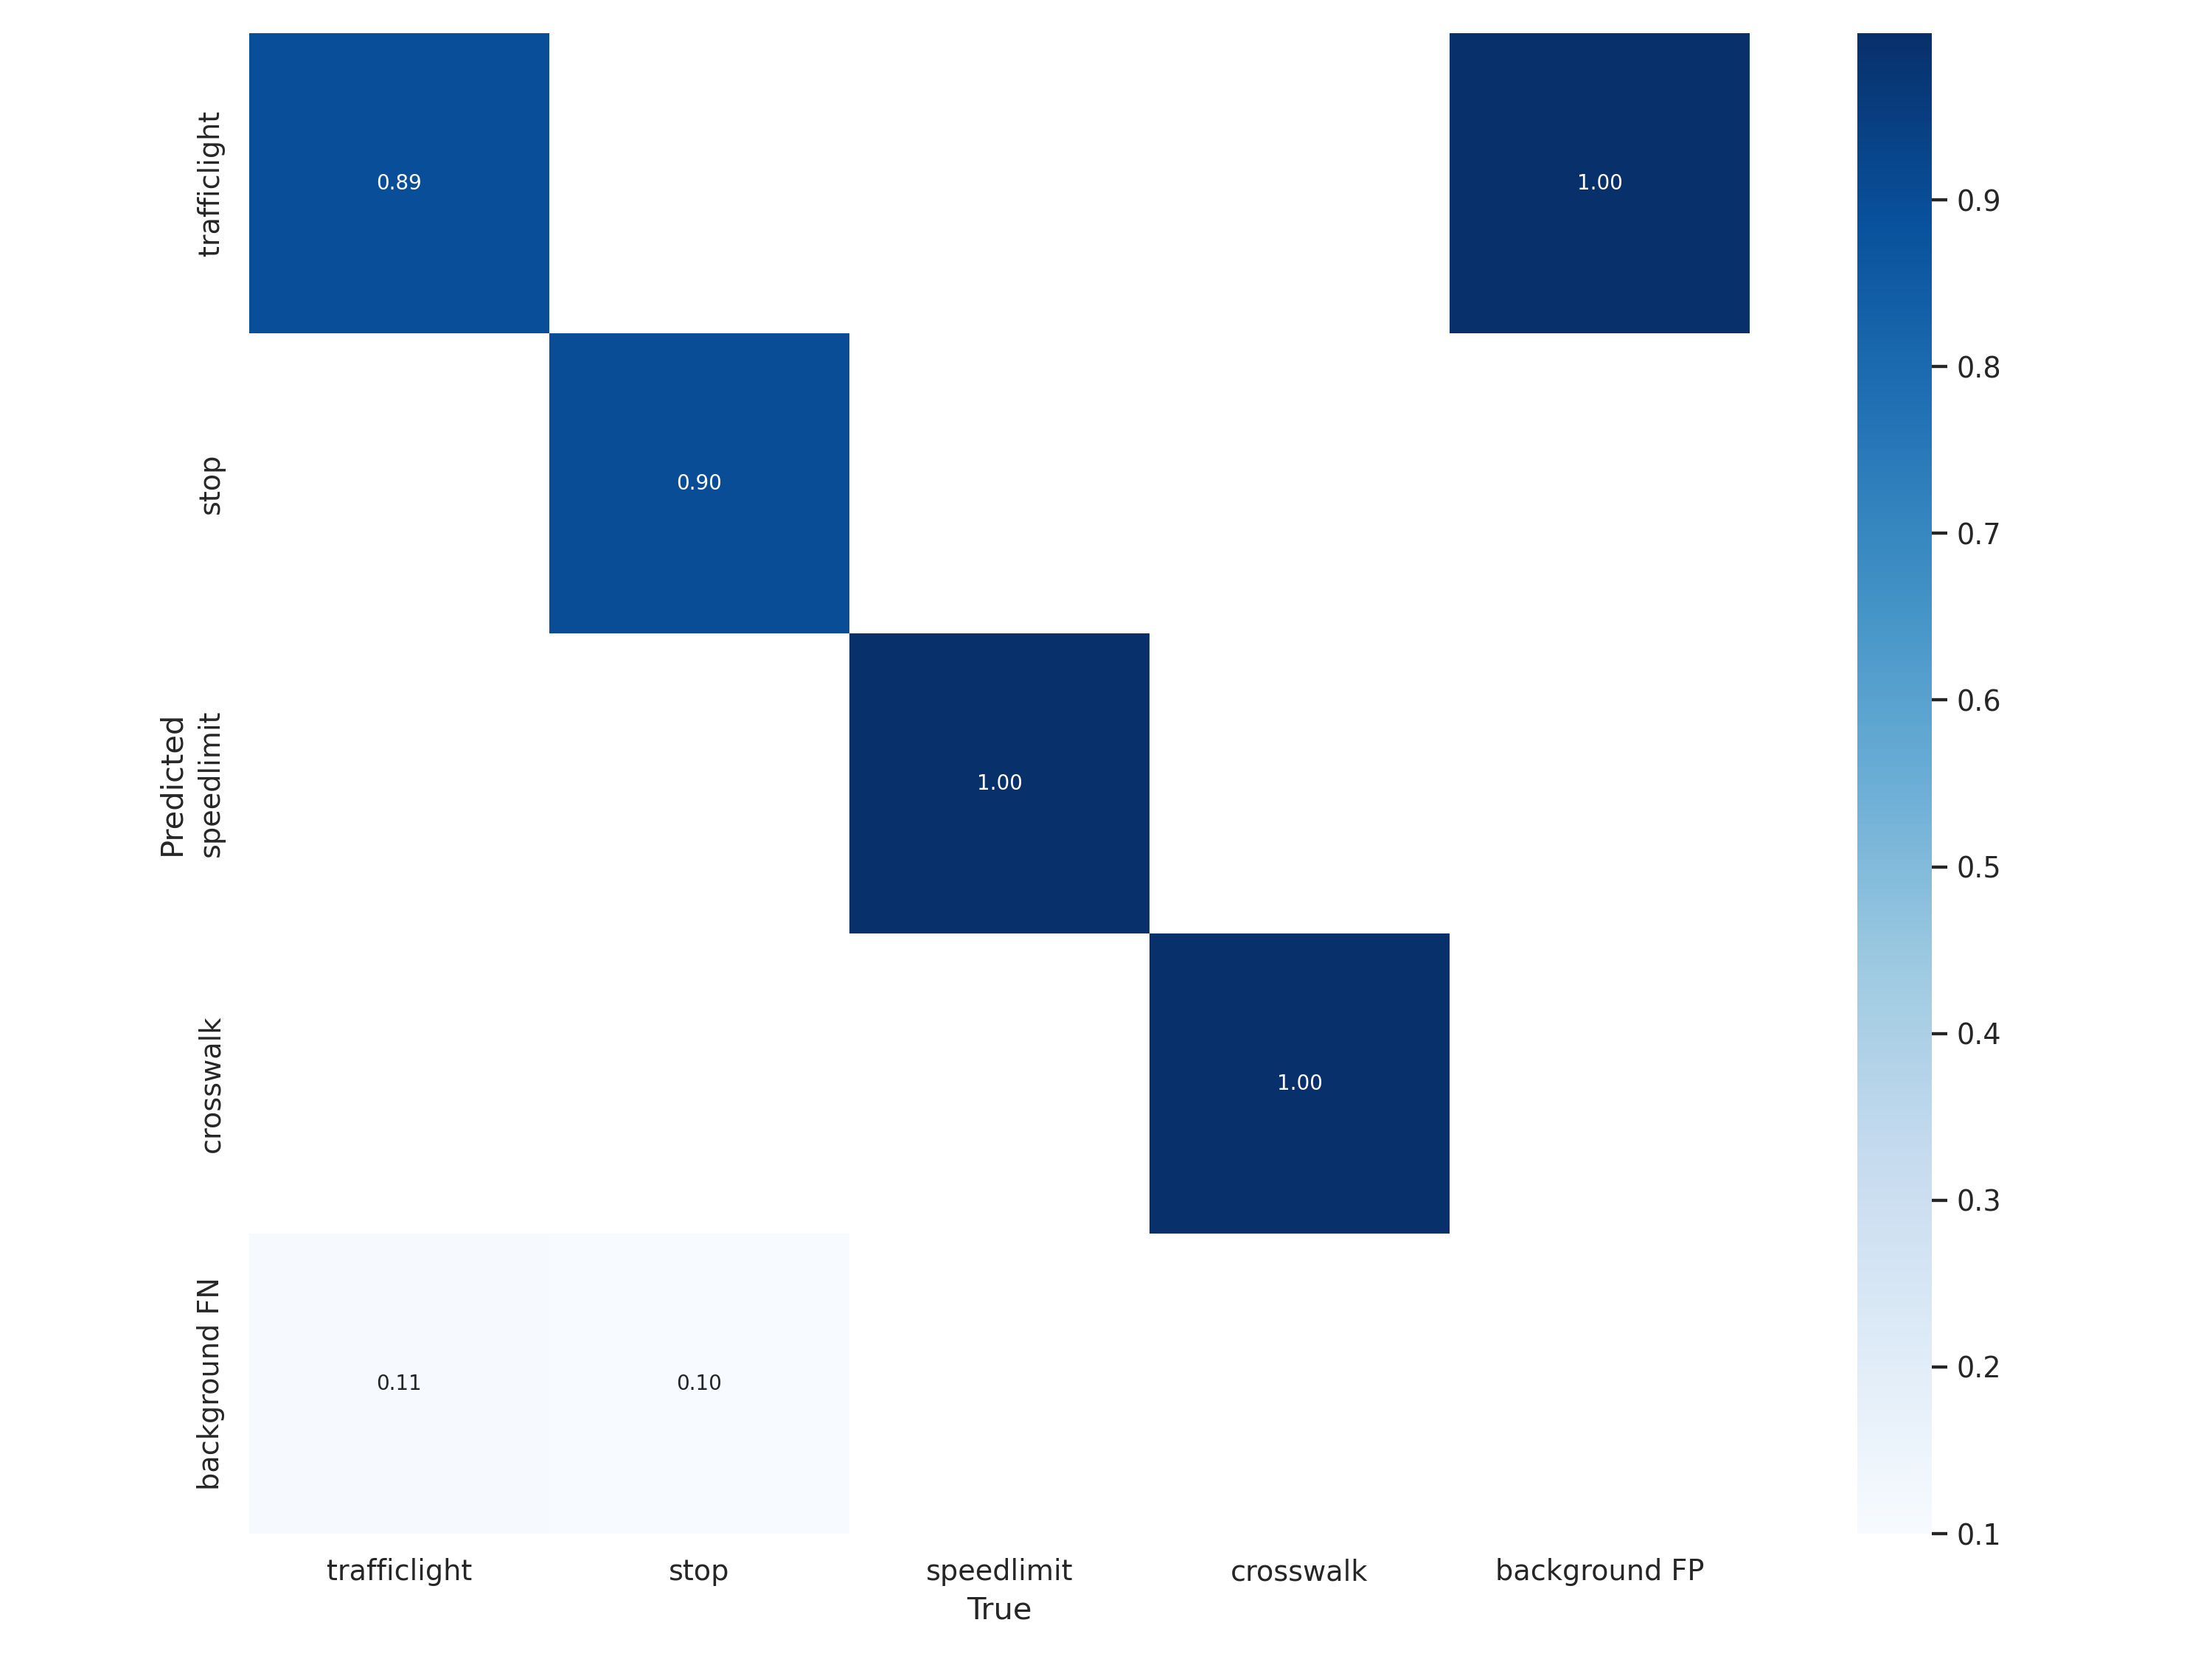 trafficlight
0.89
1.00
0.9
0.8
stop
0.90
0.7
0.6
Predicted
speedlimit
1.00
0.5
0.4
crosswalk
1.00
0.3
0.2
background FN
0.11
0.10
0.1
trafficlight
stop
speedlimit
crosswalk
background FP
True